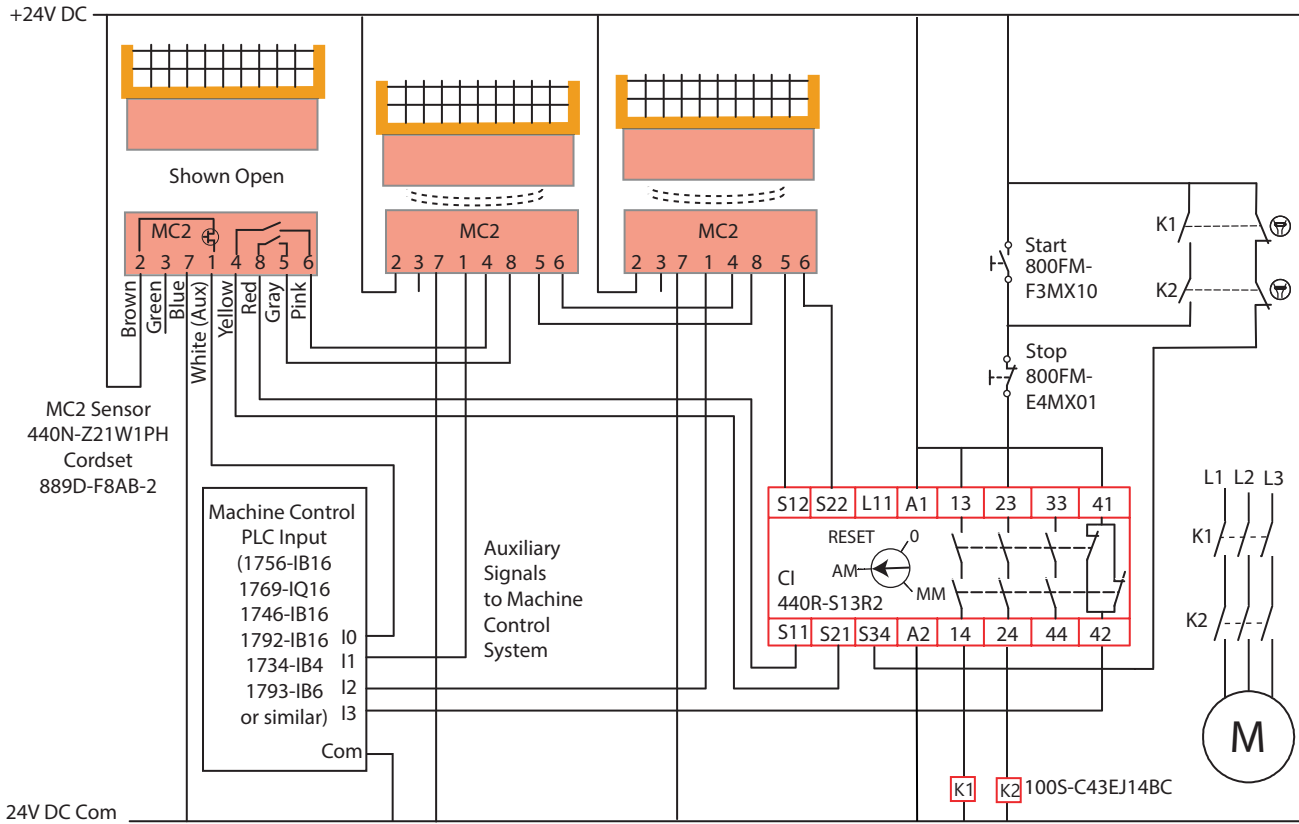 +24V DC
Shown Open
MC2
2 3 7 1 4 8 5 6
MC2
2 3 7 1 4 8 5 6
MC2
2 3 7 1 4 8 5 6
Brown
Green
Blue
White (Aux)
Yellow
Red
Gray
Pink
MC2 Sensor
440N-Z21W1PH
Cordset
889D-F8AB-2
Start
800FM-
F3MX10
Stop
800FM-
E4MX01
K1
K2
Machine Control
PLC Input
(1756-IB16
1769-IQ16
1746-IB16
1792-IB16 I0
1734-IB4 I1
1793-IB6 I2
or similar) I3
Com
Auxiliary
Signals
to Machine
Control
System
S12 S22 L11 A1 13 23 33 41
RESET 0
AM
MM
CI
440R-S13R2
S11 S21 S34 A2 14 24 44 42
L1 L2 L3
K1
K2
M
K1
K2 100S-C43EJ14BC
24V DC Com